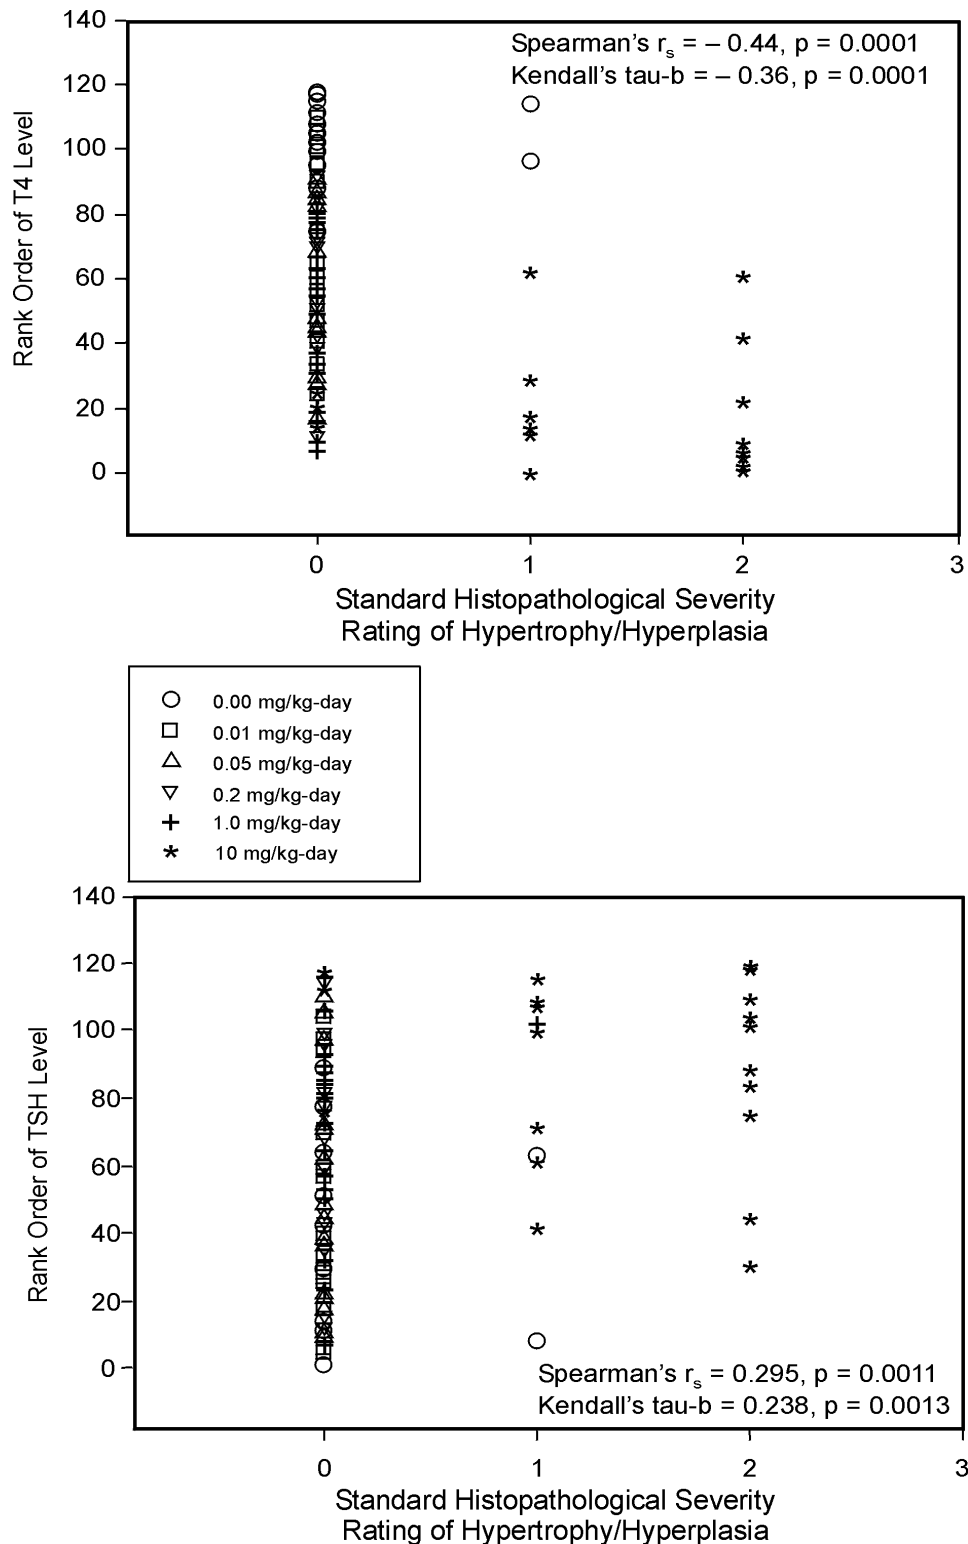 140
120
100
80
60
40
20
0
Rank Order of T4 Level
Spearman's rs = – 0.44, p = 0.0001
Kendall's tau-b = – 0.36, p = 0.0001
0 1 2 3
Standard Histopathological Severity
Rating of Hypertrophy/Hyperplasia
0.00 mg/kg-day
0.01 mg/kg-day
0.05 mg/kg-day
0.2 mg/kg-day
1.0 mg/kg-day
10 mg/kg-day
140
120
100
80
60
40
20
0
Rank Order of TSH Level
Spearman's rs = 0.295, p = 0.0011
Kendall's tau-b = 0.238, p = 0.0013
0 1 2 3
Standard Histopathological Severity
Rating of Hypertrophy/Hyperplasia